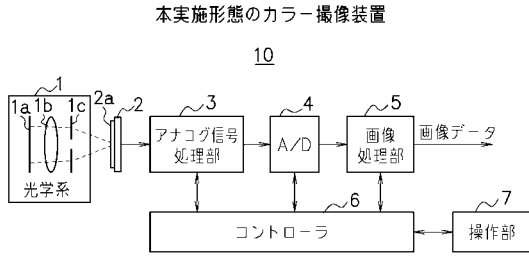 本実施形態のカラー撮像装置
10
1
1a 1b 1c
光学系
2a 2
3
アナログ信号
処理部
4
A/D
5
画像
処理部
画像データ
6
コントローラ
7
操作部